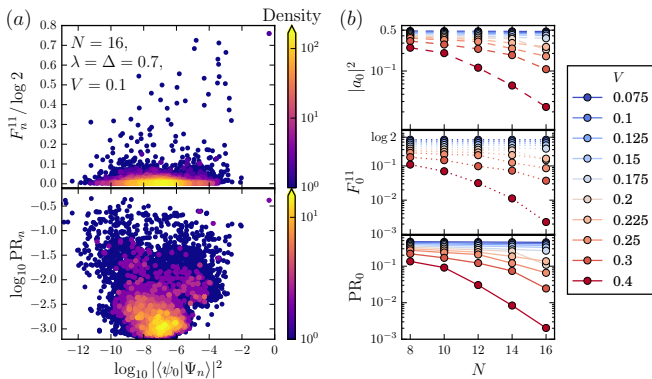 (a)
Density
N = 16,
λ = Δ = 0.7,
V = 0.1
F_n^{11} / log 2
0.8
0.7
0.6
0.5
0.4
0.3
0.2
0.1
0.0
10^2
10^1
10^0
log_{10} PR_n
−0.5
−1.0
−1.5
−2.0
−2.5
−3.0
10^1
10^0
−12 −10 −8 −6 −4 −2 0
log_{10} |⟨ψ_0|Ψ_n⟩|^2
(b)
|a_0|^2
0.5
10^{−1}
F_0^{11}
log 2
10^{−1}
10^{−2}
10^{−3}
PR_0
10^{−1}
10^{−2}
10^{−3}
8 10 12 14 16
N
V
0.075
0.1
0.125
0.15
0.175
0.2
0.225
0.25
0.3
0.4